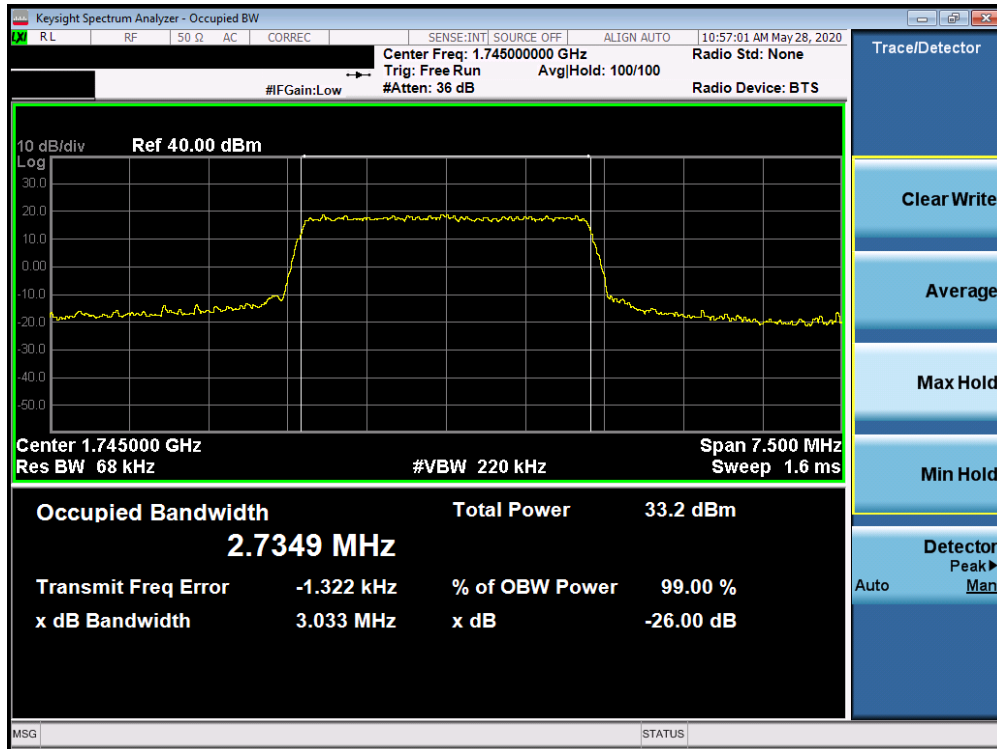 Keysight Spectrum Analyzer - Occupied BW
LXI RL RF 50 Ω AC CORREC SENSE:INT SOURCE OFF ALIGN AUTO 10:57:01 AM May 28, 2020
Center Freq: 1.745000000 GHz Radio Std: None
Trig: Free Run Avg|Hold: 100/100
#IFGain:Low #Atten: 36 dB Radio Device: BTS
10 dB/div Ref 40.00 dBm
Log
30.0
20.0
10.0
0.00
-10.0
-20.0
-30.0
-40.0
-50.0
Center 1.745000 GHz Span 7.500 MHz
Res BW 68 kHz #VBW 220 kHz Sweep 1.6 ms
Occupied Bandwidth Total Power 33.2 dBm
2.7349 MHz
Transmit Freq Error -1.322 kHz % of OBW Power 99.00 %
x dB Bandwidth 3.033 MHz x dB -26.00 dB
MSG STATUS
Trace/Detector
Clear Write
Average
Max Hold
Min Hold
Detector
Peak▶
Auto Man